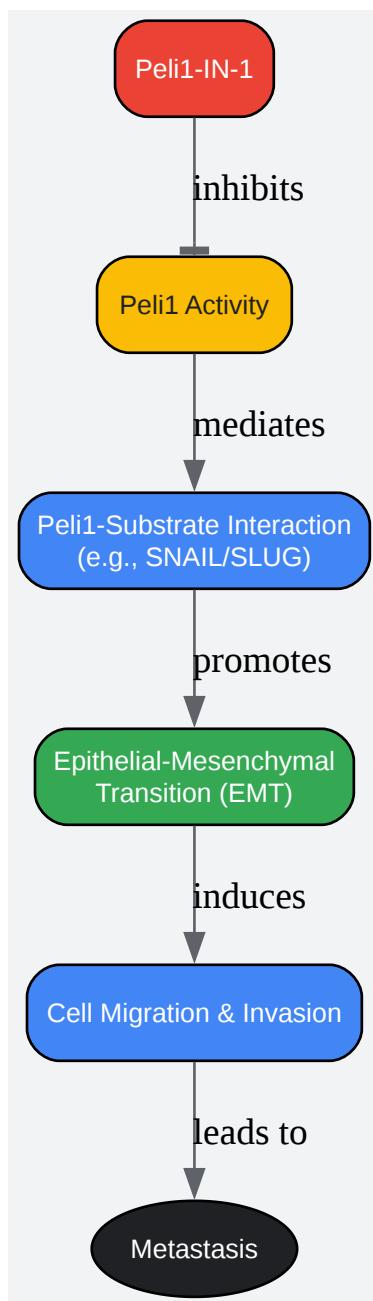 Peli1-IN-1
inhibits
Peli1 Activity
mediates
Peli1-Substrate Interaction
(e.g., SNAIL/SLUG)
promotes
Epithelial-Mesenchymal
Transition (EMT)
induces
Cell Migration & Invasion
leads to
Metastasis